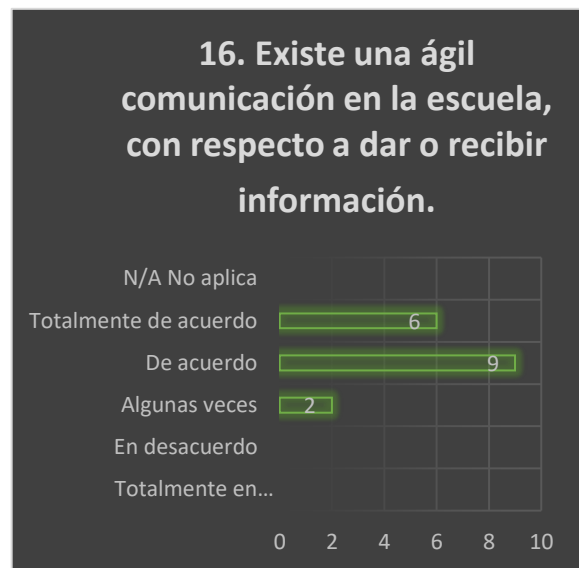 16. Existe una ágil
comunicación en la escuela,
con respecto a dar o recibir
información.
N/A No aplica
Totalmente de acuerdo
6
De acuerdo
9
Algunas veces
2
En desacuerdo
Totalmente en…
0 2 4 6 8 10